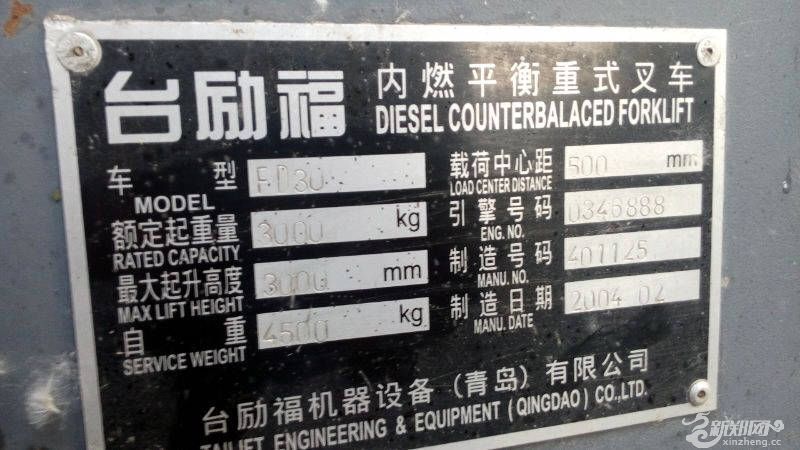 台励福
内燃平衡重式叉车
DIESEL COUNTERBALACED FORKLIFT
车型 FD30
MODEL
额定起重量 3000 kg
RATED CAPACITY
最大起升高度 3000 mm
MAX LIFT HEIGHT
自重 4500 kg
SERVICE WEIGHT
载荷中心距 500 mm
LOAD CENTER DISTANCE
引擎号码 0346888
ENG. NO.
制造号码 401125
MANU. NO.
制造日期 2004 02
MANU. DATE
台励福机器设备(青岛)有限公司
TAILIFT ENGINEERING & EQUIPMENT (QINGDAO) CO.,LTD.
新郑网
xinzheng.cc